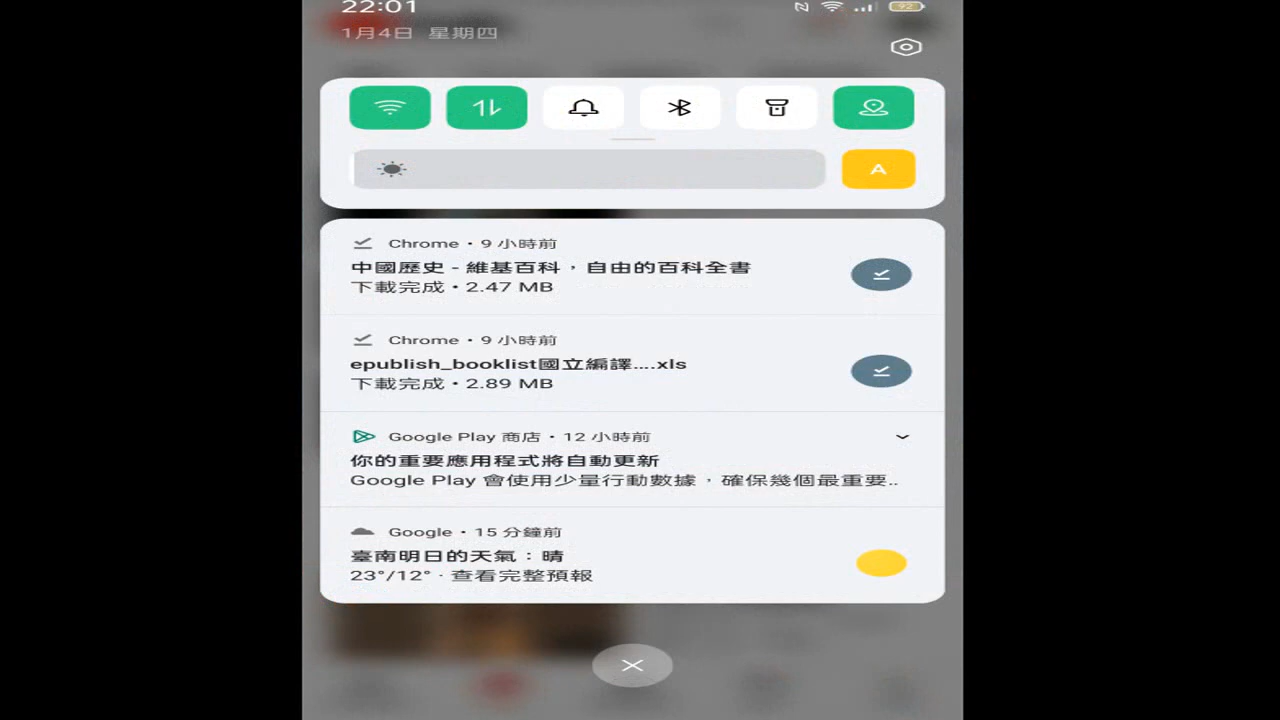 22:01
92
1月4日 星期四
A
Chrome • 9 小時前
中國歷史 - 維基百科，自由的百科全書
下載完成 • 2.47 MB
Chrome • 9 小時前
epublish_booklist國立編譯....xls
下載完成 • 2.89 MB
Google Play 商店 • 12 小時前
你的重要應用程式將自動更新
Google Play 會使用少量行動數據，確保幾個最重要..
Google • 15 分鐘前
臺南明日的天氣：晴
23°/12° · 查看完整預報